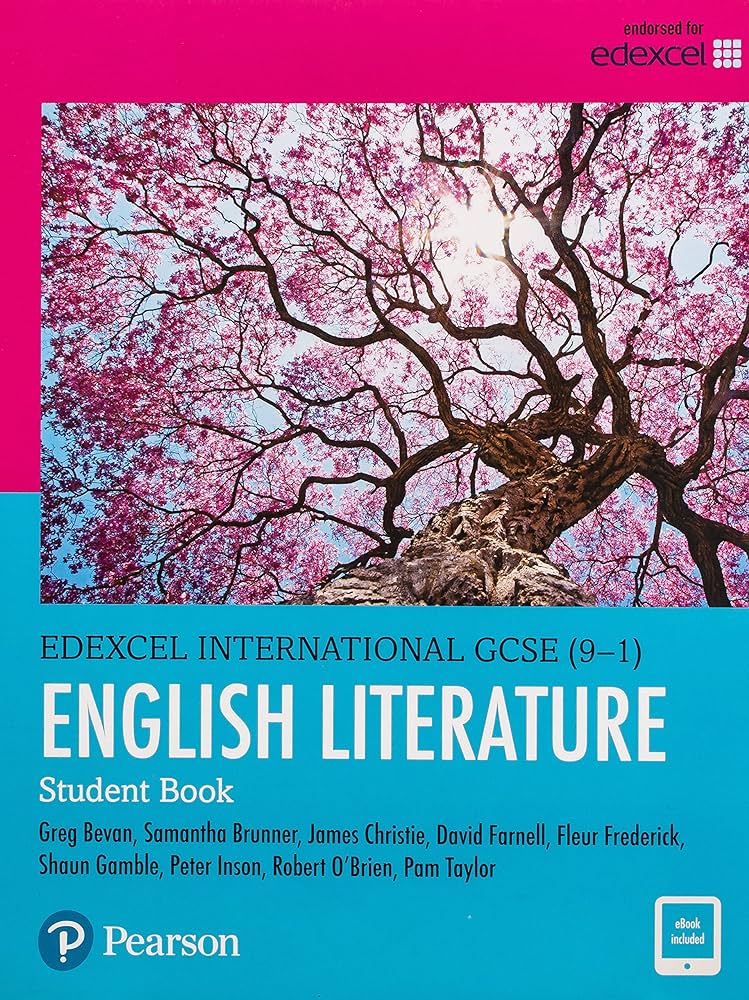 endorsed for
edexcel
EDEXCEL INTERNATIONAL GCSE (9–1)
ENGLISH LITERATURE
Student Book
Greg Bevan, Samantha Brunner, James Christie, David Farnell, Fleur Frederick,
Shaun Gamble, Peter Inson, Robert O'Brien, Pam Taylor
Pearson
eBook
included